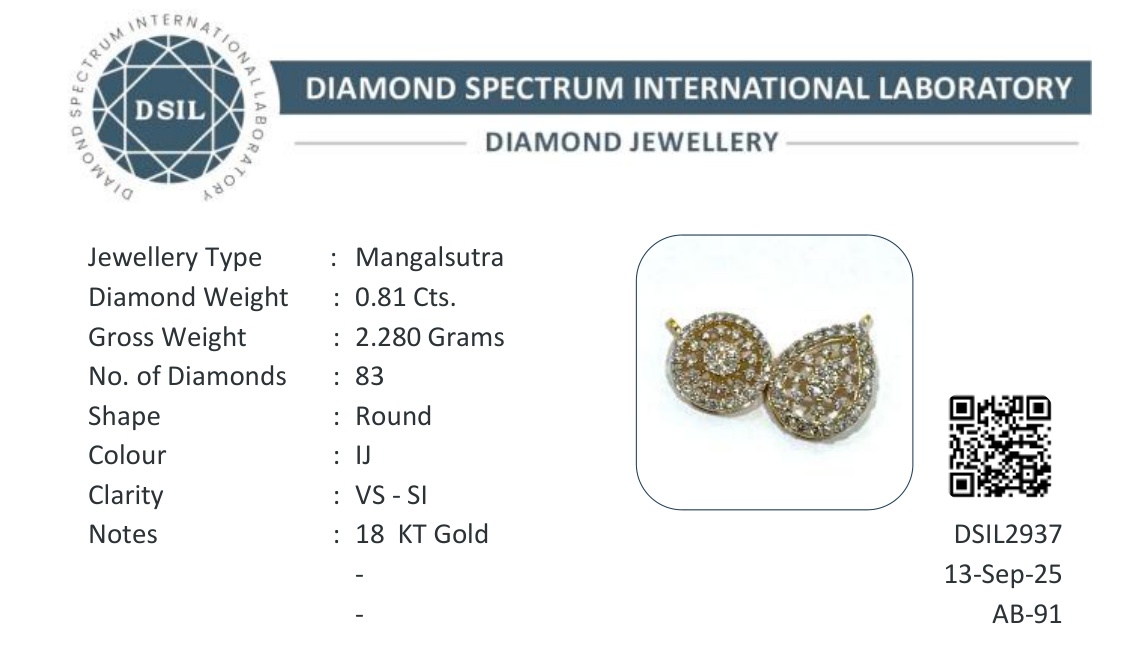 DIAMOND SPECTRUM INTERNATIONAL LABORATORY
DSIL
DIAMOND SPECTRUM INTERNATIONAL LABORATORY
DIAMOND JEWELLERY
Jewellery Type : Mangalsutra
Diamond Weight : 0.81 Cts.
Gross Weight : 2.280 Grams
No. of Diamonds : 83
Shape : Round
Colour : IJ
Clarity : VS - SI
Notes : 18 KT Gold
-
-
DSIL2937
13-Sep-25
AB-91